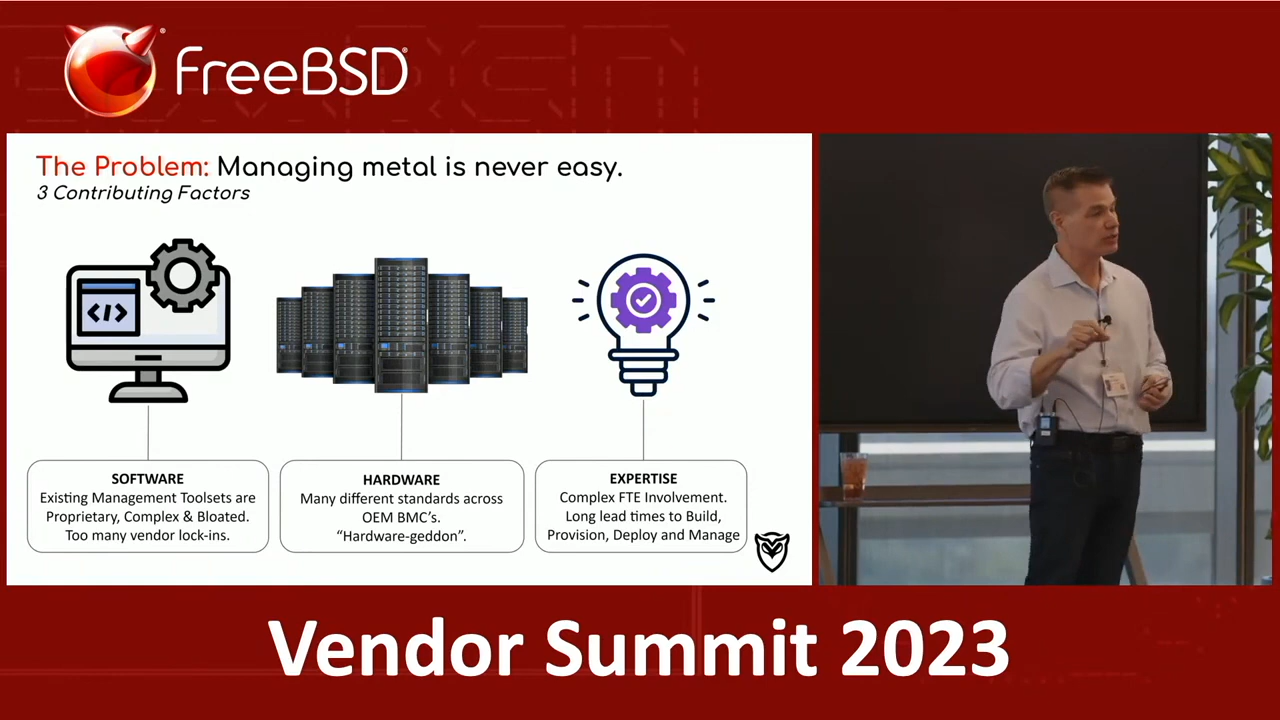 FreeBSD®
The Problem: Managing metal is never easy.
3 Contributing Factors
</>
SOFTWARE
Existing Management Toolsets are
Proprietary, Complex & Bloated.
Too many vendor lock-ins.
HARDWARE
Many different standards across
OEM BMC's.
“Hardware-geddon”.
EXPERTISE
Complex FTE Involvement.
Long lead times to Build,
Provision, Deploy and Manage
Vendor Summit 2023